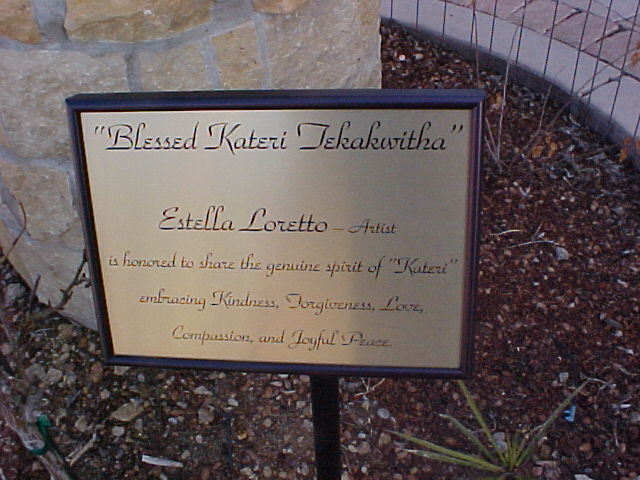 "Blessed Kateri Tekakwitha"
Estella Loretto – Artist
is honored to share the genuine spirit of "Kateri"
embracing Kindness, Forgiveness, Love,
Compassion, and Joyful Peace.